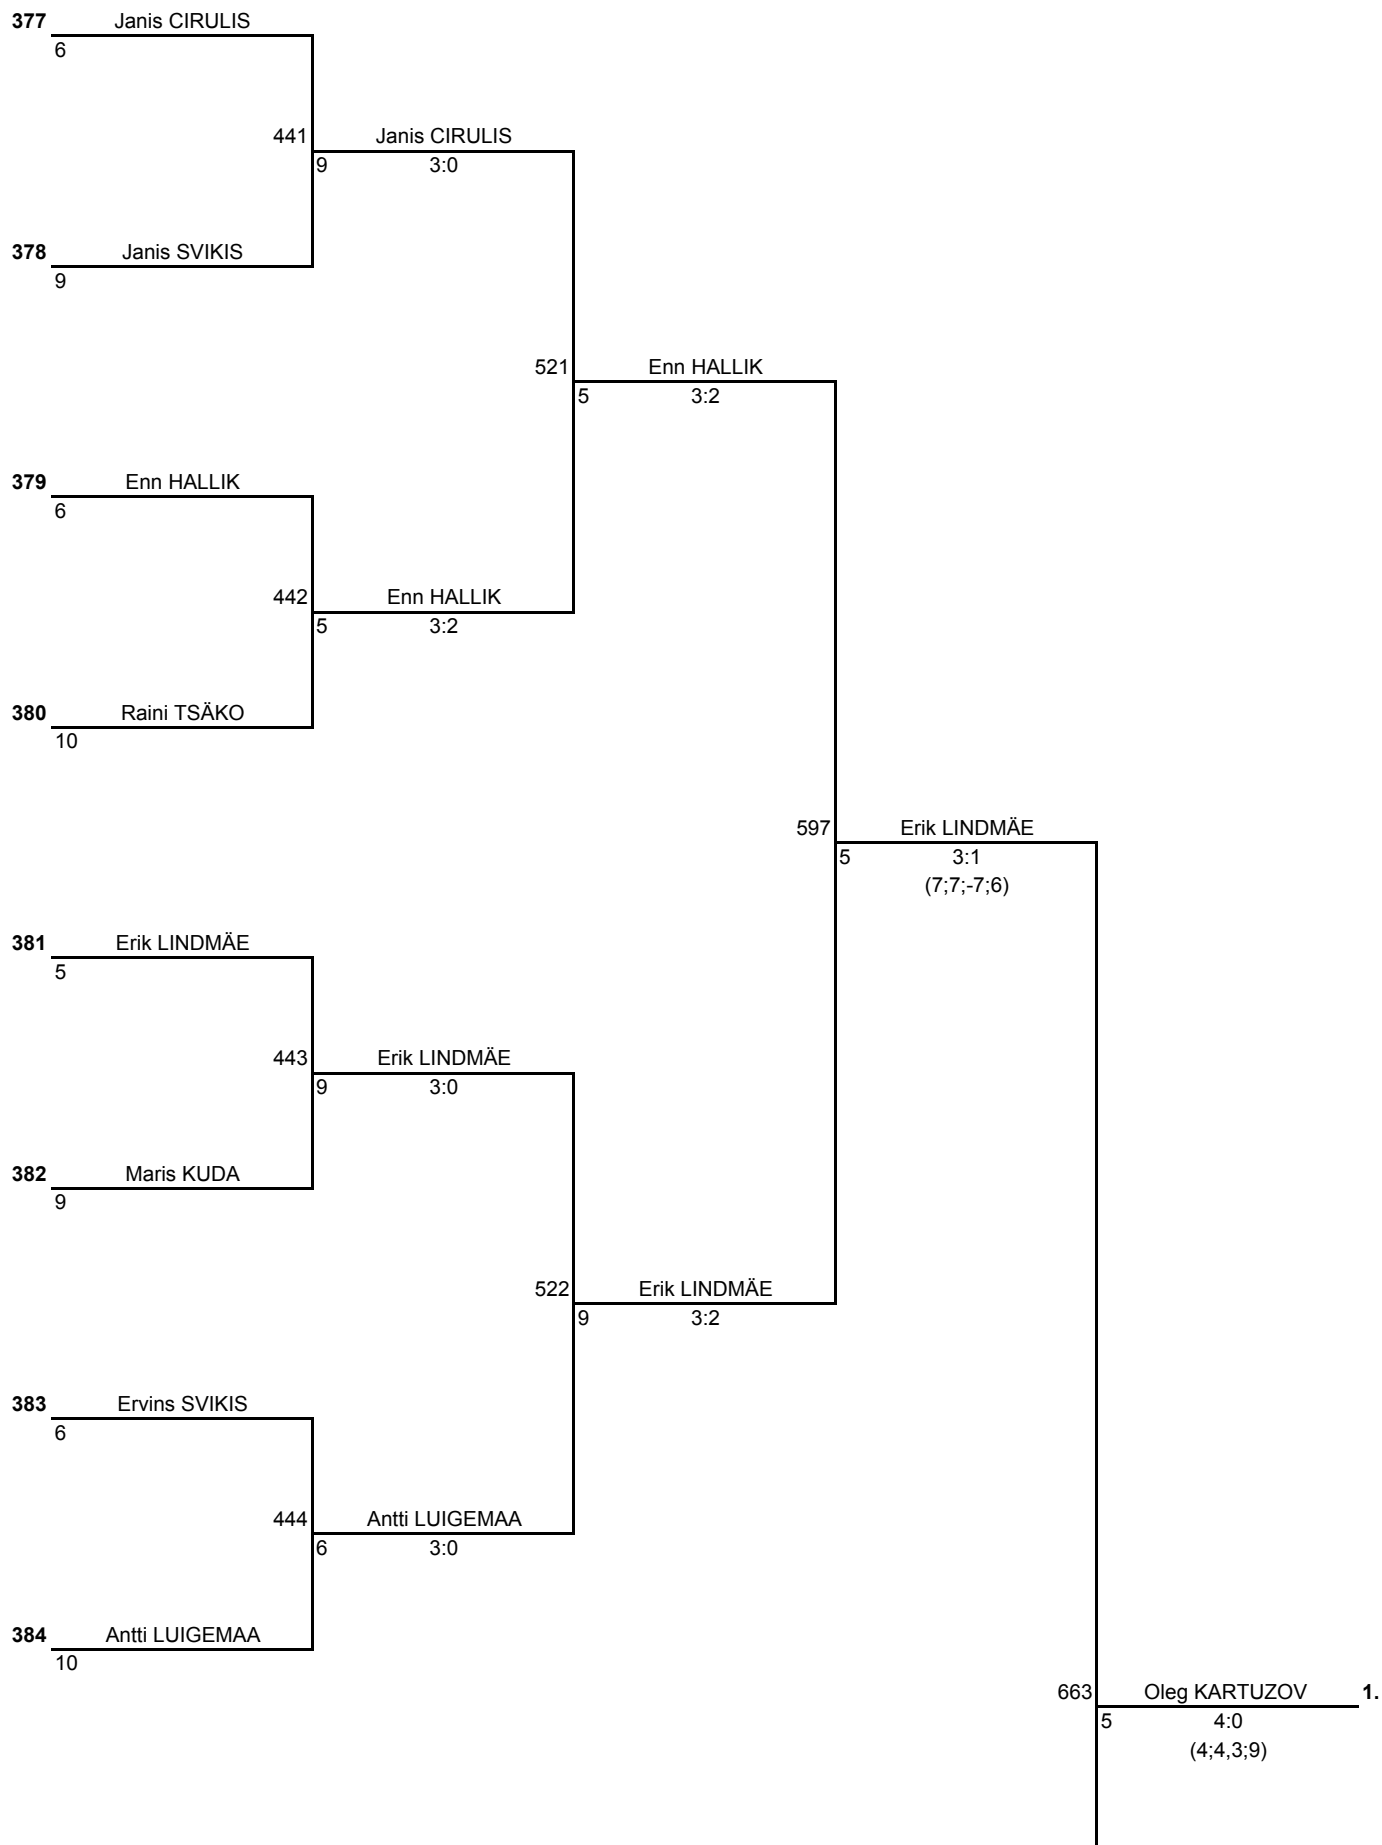 377 Janis CIRULIS
6
441 Janis CIRULIS
9 3:0
378 Janis SVIKIS
9
521 Enn HALLIK
5 3:2
379 Enn HALLIK
6
442 Enn HALLIK
5 3:2
380 Raini TSÄKO
10
597 Erik LINDMÄE
5 3:1
(7;7;-7;6)
381 Erik LINDMÄE
5
443 Erik LINDMÄE
9 3:0
382 Maris KUDA
9
522 Erik LINDMÄE
9 3:2
383 Ervins SVIKIS
6
444 Antti LUIGEMAA
6 3:0
384 Antti LUIGEMAA
10
663 Oleg KARTUZOV 1.
5 4:0
(4;4,3;9)